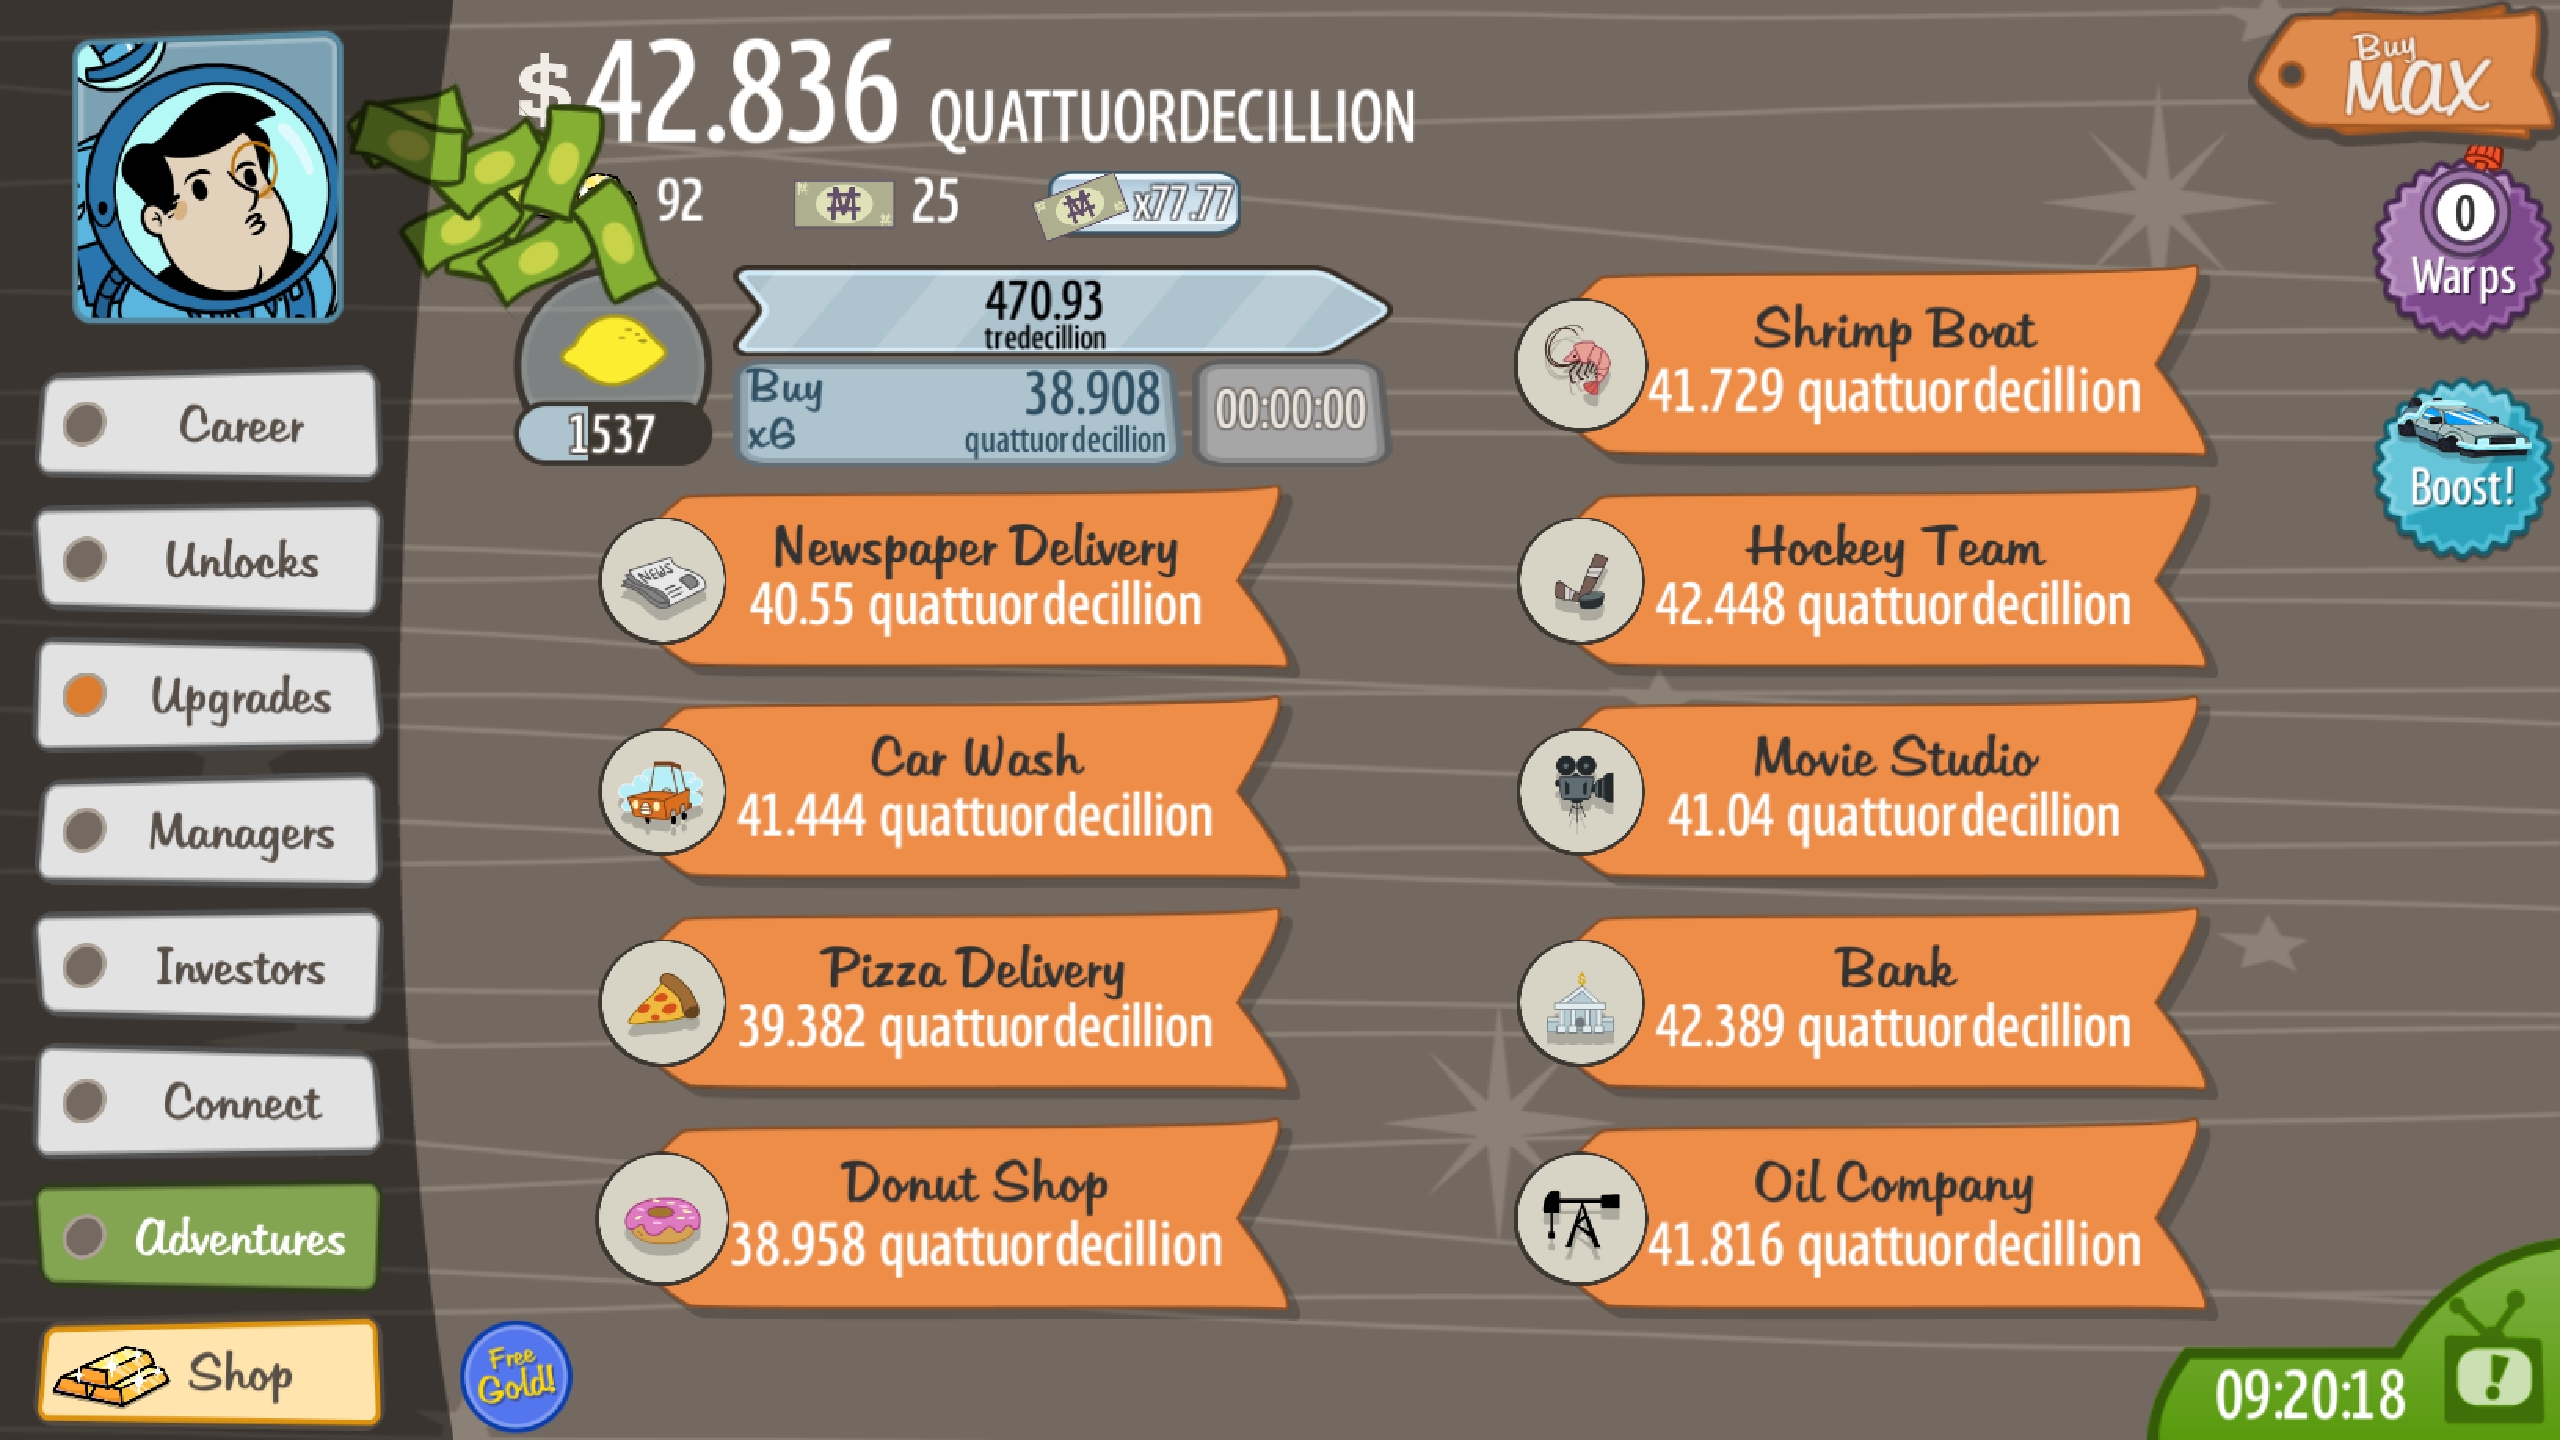 $42.836 QUATTUORDECILLION
Buy
MAX
92
25
x77.77
0
Warps
Boost!
470.93
tredecillion
1537
Buy
x6
38.908
quattuordecillion
00:00:00
Shrimp Boat
41.729 quattuordecillion
Newspaper Delivery
40.55 quattuordecillion
NEWS
Hockey Team
42.448 quattuordecillion
Car Wash
41.444 quattuordecillion
Movie Studio
41.04 quattuordecillion
Pizza Delivery
39.382 quattuordecillion
Bank
42.389 quattuordecillion
Donut Shop
38.958 quattuordecillion
Oil Company
41.816 quattuordecillion
Career
Unlocks
Upgrades
Managers
Investors
Connect
Adventures
Shop
Free
Gold!
09:20:18
!